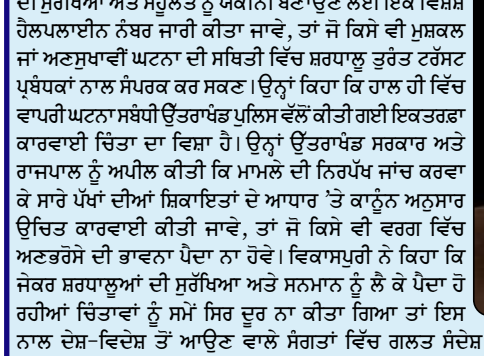 ਦੀ ਸੁਰੱਖਿਆ ਅਤੇ ਸਹੂਲਤ ਨੂੰ ਯਕੀਨੀ ਬਣਾਉਣ ਲਈ ਇਕ ਵਿਸ਼ੇਸ਼
ਹੈਲਪਲਾਈਨ ਨੰਬਰ ਜਾਰੀ ਕੀਤਾ ਜਾਵੇ, ਤਾਂ ਜੋ ਕਿਸੇ ਵੀ ਮੁਸ਼ਕਲ
ਜਾਂ ਅਣਸੁਖਾਵੀਂ ਘਟਨਾ ਦੀ ਸਥਿਤੀ ਵਿੱਚ ਸ਼ਰਧਾਲੂ ਤੁਰੰਤ ਟਰੱਸਟ
ਪ੍ਰਬੰਧਕਾਂ ਨਾਲ ਸੰਪਰਕ ਕਰ ਸਕਣ।ਉਨ੍ਹਾਂ ਕਿਹਾ ਕਿ ਹਾਲ ਹੀ ਵਿੱਚ
ਵਾਪਰੀ ਘਟਨਾ ਸਬੰਧੀ ਉੱਤਰਾਖੰਡ ਪੁਲਿਸ ਵੱਲੋਂ ਕੀਤੀ ਗਈ ਇਕਤਰਫ਼ਾ
ਕਾਰਵਾਈ ਚਿੰਤਾ ਦਾ ਵਿਸ਼ਾ ਹੈ। ਉਨ੍ਹਾਂ ਉੱਤਰਾਖੰਡ ਸਰਕਾਰ ਅਤੇ
ਰਾਜਪਾਲ ਨੂੰ ਅਪੀਲ ਕੀਤੀ ਕਿ ਮਾਮਲੇ ਦੀ ਨਿਰਪੱਖ ਜਾਂਚ ਕਰਵਾ
ਕੇ ਸਾਰੇ ਪੱਖਾਂ ਦੀਆਂ ਸ਼ਿਕਾਇਤਾਂ ਦੇ ਆਧਾਰ 'ਤੇ ਕਾਨੂੰਨ ਅਨੁਸਾਰ
ਉਚਿਤ ਕਾਰਵਾਈ ਕੀਤੀ ਜਾਵੇ, ਤਾਂ ਜੋ ਕਿਸੇ ਵੀ ਵਰਗ ਵਿੱਚ
ਅਣਭਰੋਸੇ ਦੀ ਭਾਵਨਾ ਪੈਦਾ ਨਾ ਹੋਵੇ। ਵਿਕਾਸਪੁਰੀ ਨੇ ਕਿਹਾ ਕਿ
ਜੇਕਰ ਸ਼ਰਧਾਲੂਆਂ ਦੀ ਸੁਰੱਖਿਆ ਅਤੇ ਸਨਮਾਨ ਨੂੰ ਲੈ ਕੇ ਪੈਦਾ ਹੋ
ਰਹੀਆਂ ਚਿੰਤਾਵਾਂ ਨੂੰ ਸਮੇਂ ਸਿਰ ਦੂਰ ਨਾ ਕੀਤਾ ਗਿਆ ਤਾਂ ਇਸ
ਨਾਲ ਦੇਸ਼-ਵਿਦੇਸ਼ ਤੋਂ ਆਉਣ ਵਾਲੇ ਸੰਗਤਾਂ ਵਿੱਚ ਗਲਤ ਸੰਦੇਸ਼